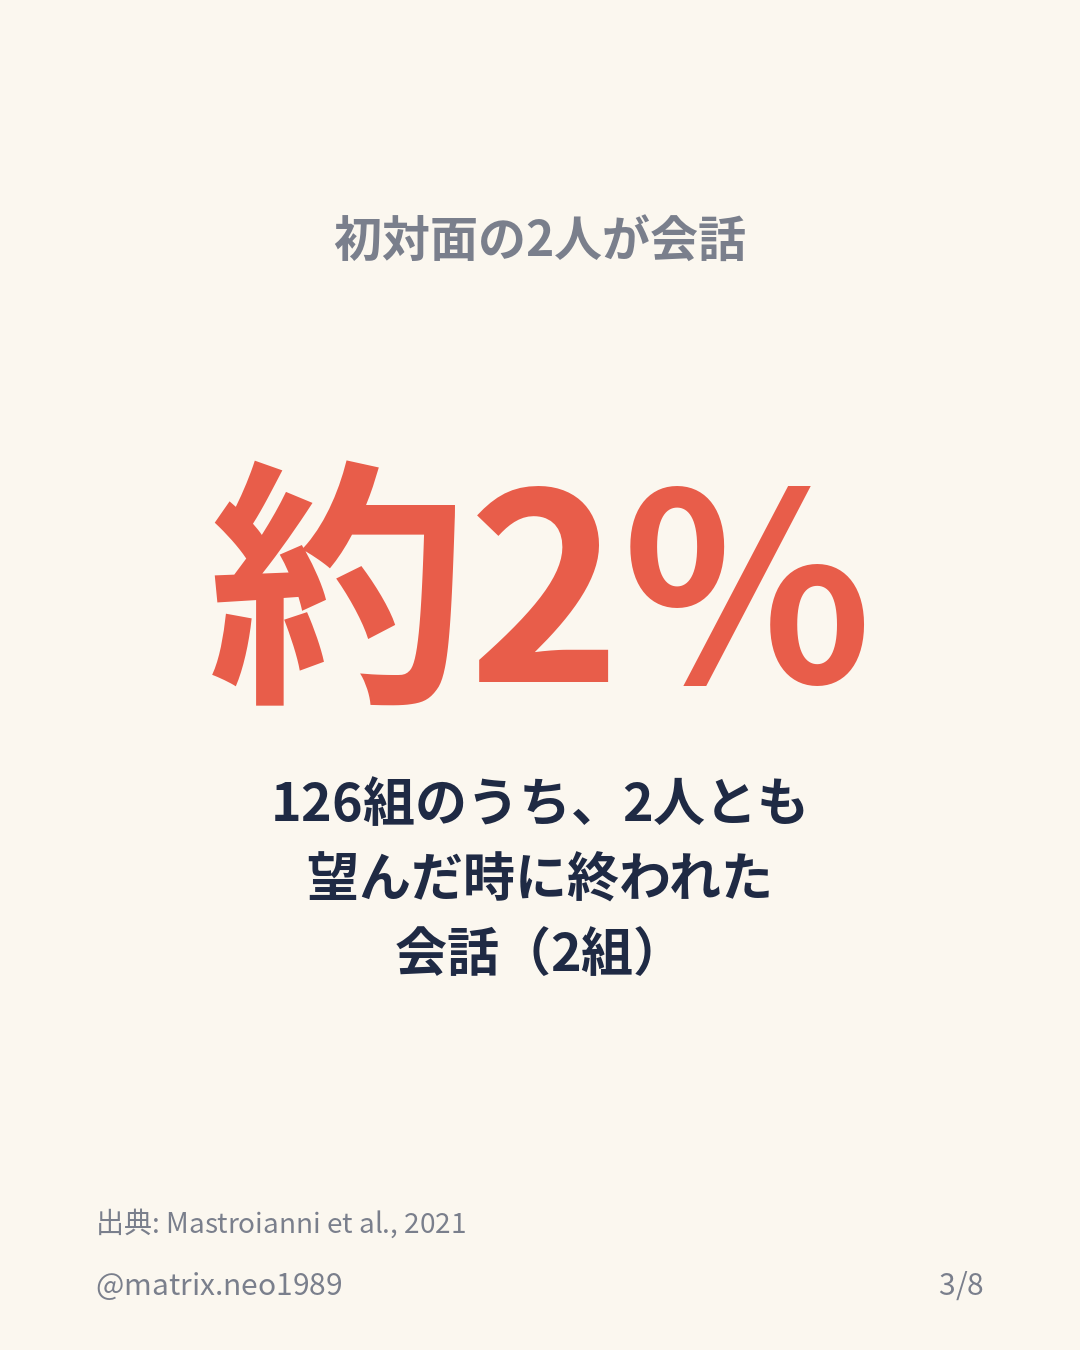 初対面の2人が会話
約2%
126組のうち、2人とも
望んだ時に終われた
会話（2組）
出典: Mastroianni et al., 2021
@matrix.neo1989
3/8